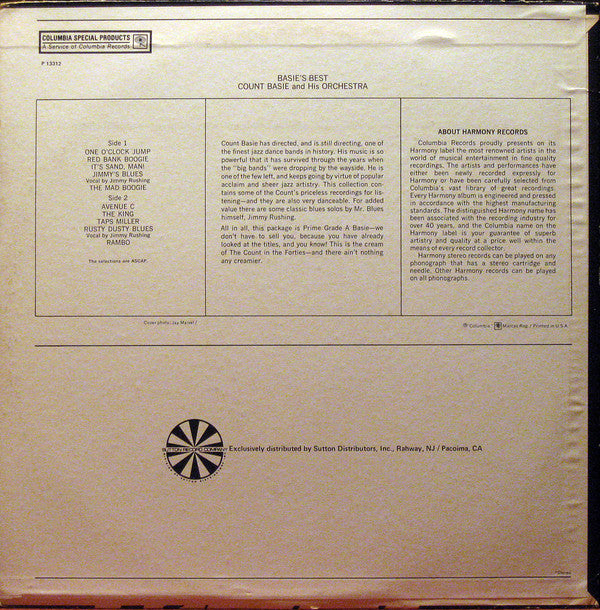 COLUMBIA SPECIAL PRODUCTS
A Service of Columbia Records
P 13312
BASIE'S BEST
COUNT BASIE and His ORCHESTRA
Side 1
ONE O'CLOCK JUMP
RED BANK BOOGIE
IT'S SAND, MAN!
JIMMY'S BLUES
Vocal by Jimmy Rushing
THE MAD BOOGIE
Side 2
AVENUE C
THE KING
TAPS MILLER
RUSTY DUSTY BLUES
Vocal by Jimmy Rushing
RAMBO
The selections are ASCAP.
Count Basie has directed, and is still directing, one of
the finest jazz dance bands in history. His music is so
powerful that it has survived through the years when
the "big bands" were dropping by the wayside. He is
one of the few left, and keeps going by virtue of popular
acclaim and sheer jazz artistry. This collection con-
tains some of the Count's priceless recordings for lis-
tening—and they are also very danceable. For added
value there are some classic blues solos by Mr. Blues
himself, Jimmy Rushing.
All in all, this package is Prime Grade A Basie—we
don't have to sell you, because you have already
looked at the titles, and you know! This is the cream
of The Count in the Forties—and there ain't nothing
any creamier.
ABOUT HARMONY RECORDS
Columbia Records proudly presents on its
Harmony label the most renowned artists in the
world of musical entertainment in fine quality
recordings. The artists and performances have
either been newly recorded expressly for
Harmony or have been carefully selected from
Columbia's vast library of great recordings.
Every Harmony album is engineered and pressed
in accordance with the highest manufacturing
standards. The distinguished Harmony name has
been associated with the recording industry for
over 40 years, and the Columbia name on the
Harmony label is your guarantee of superb
artistry and quality at a price well within the
means of every record collector.
Harmony stereo records can be played on any
phonograph that has a stereo cartridge and
needle. Other Harmony records can be played
on all phonographs.
Cover photo: Jay Maisel /
® Columbia, Marcas Reg. / Printed in U.S.A.
SUTTON RECORD COMPANY
Exclusively distributed by Sutton Distributors, Inc., Rahway, NJ / Pacoima, CA